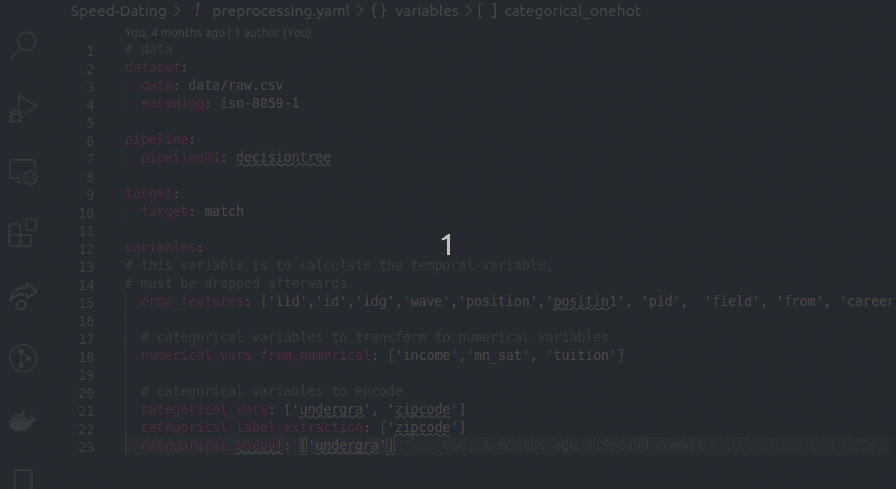 Speed-Dating > ! preprocessing.yaml > {} variables > [ ] categorical_onehot
You, 4 months ago | 1 author (You)
1 # data
2 dataset:
3 data: data/raw.csv
4 encoding: iso-8859-1
5
6 pipeline:
7 pipeline01: decisiontree
8
9 target:
10 target: match
11
12 variables:
13 # this variable is to calculate the temporal variable,
14 # must be dropped afterwards
15 drop_features: ['iid','id','idg','wave','position','positin1', 'pid', 'field', 'from', 'career
16
17 # categorical variables to transform to numerical variables
18 numerical_vars_from_numerical: ['income','mn_sat', 'tuition']
19
20 # categorical variables to encode
21 categorical_vars: ['undergra', 'zipcode']
22 categorical_label_extraction: ['zipcode']
23 categorical_onehot: ['undergra'] You, 4 months ago • Second commit
1